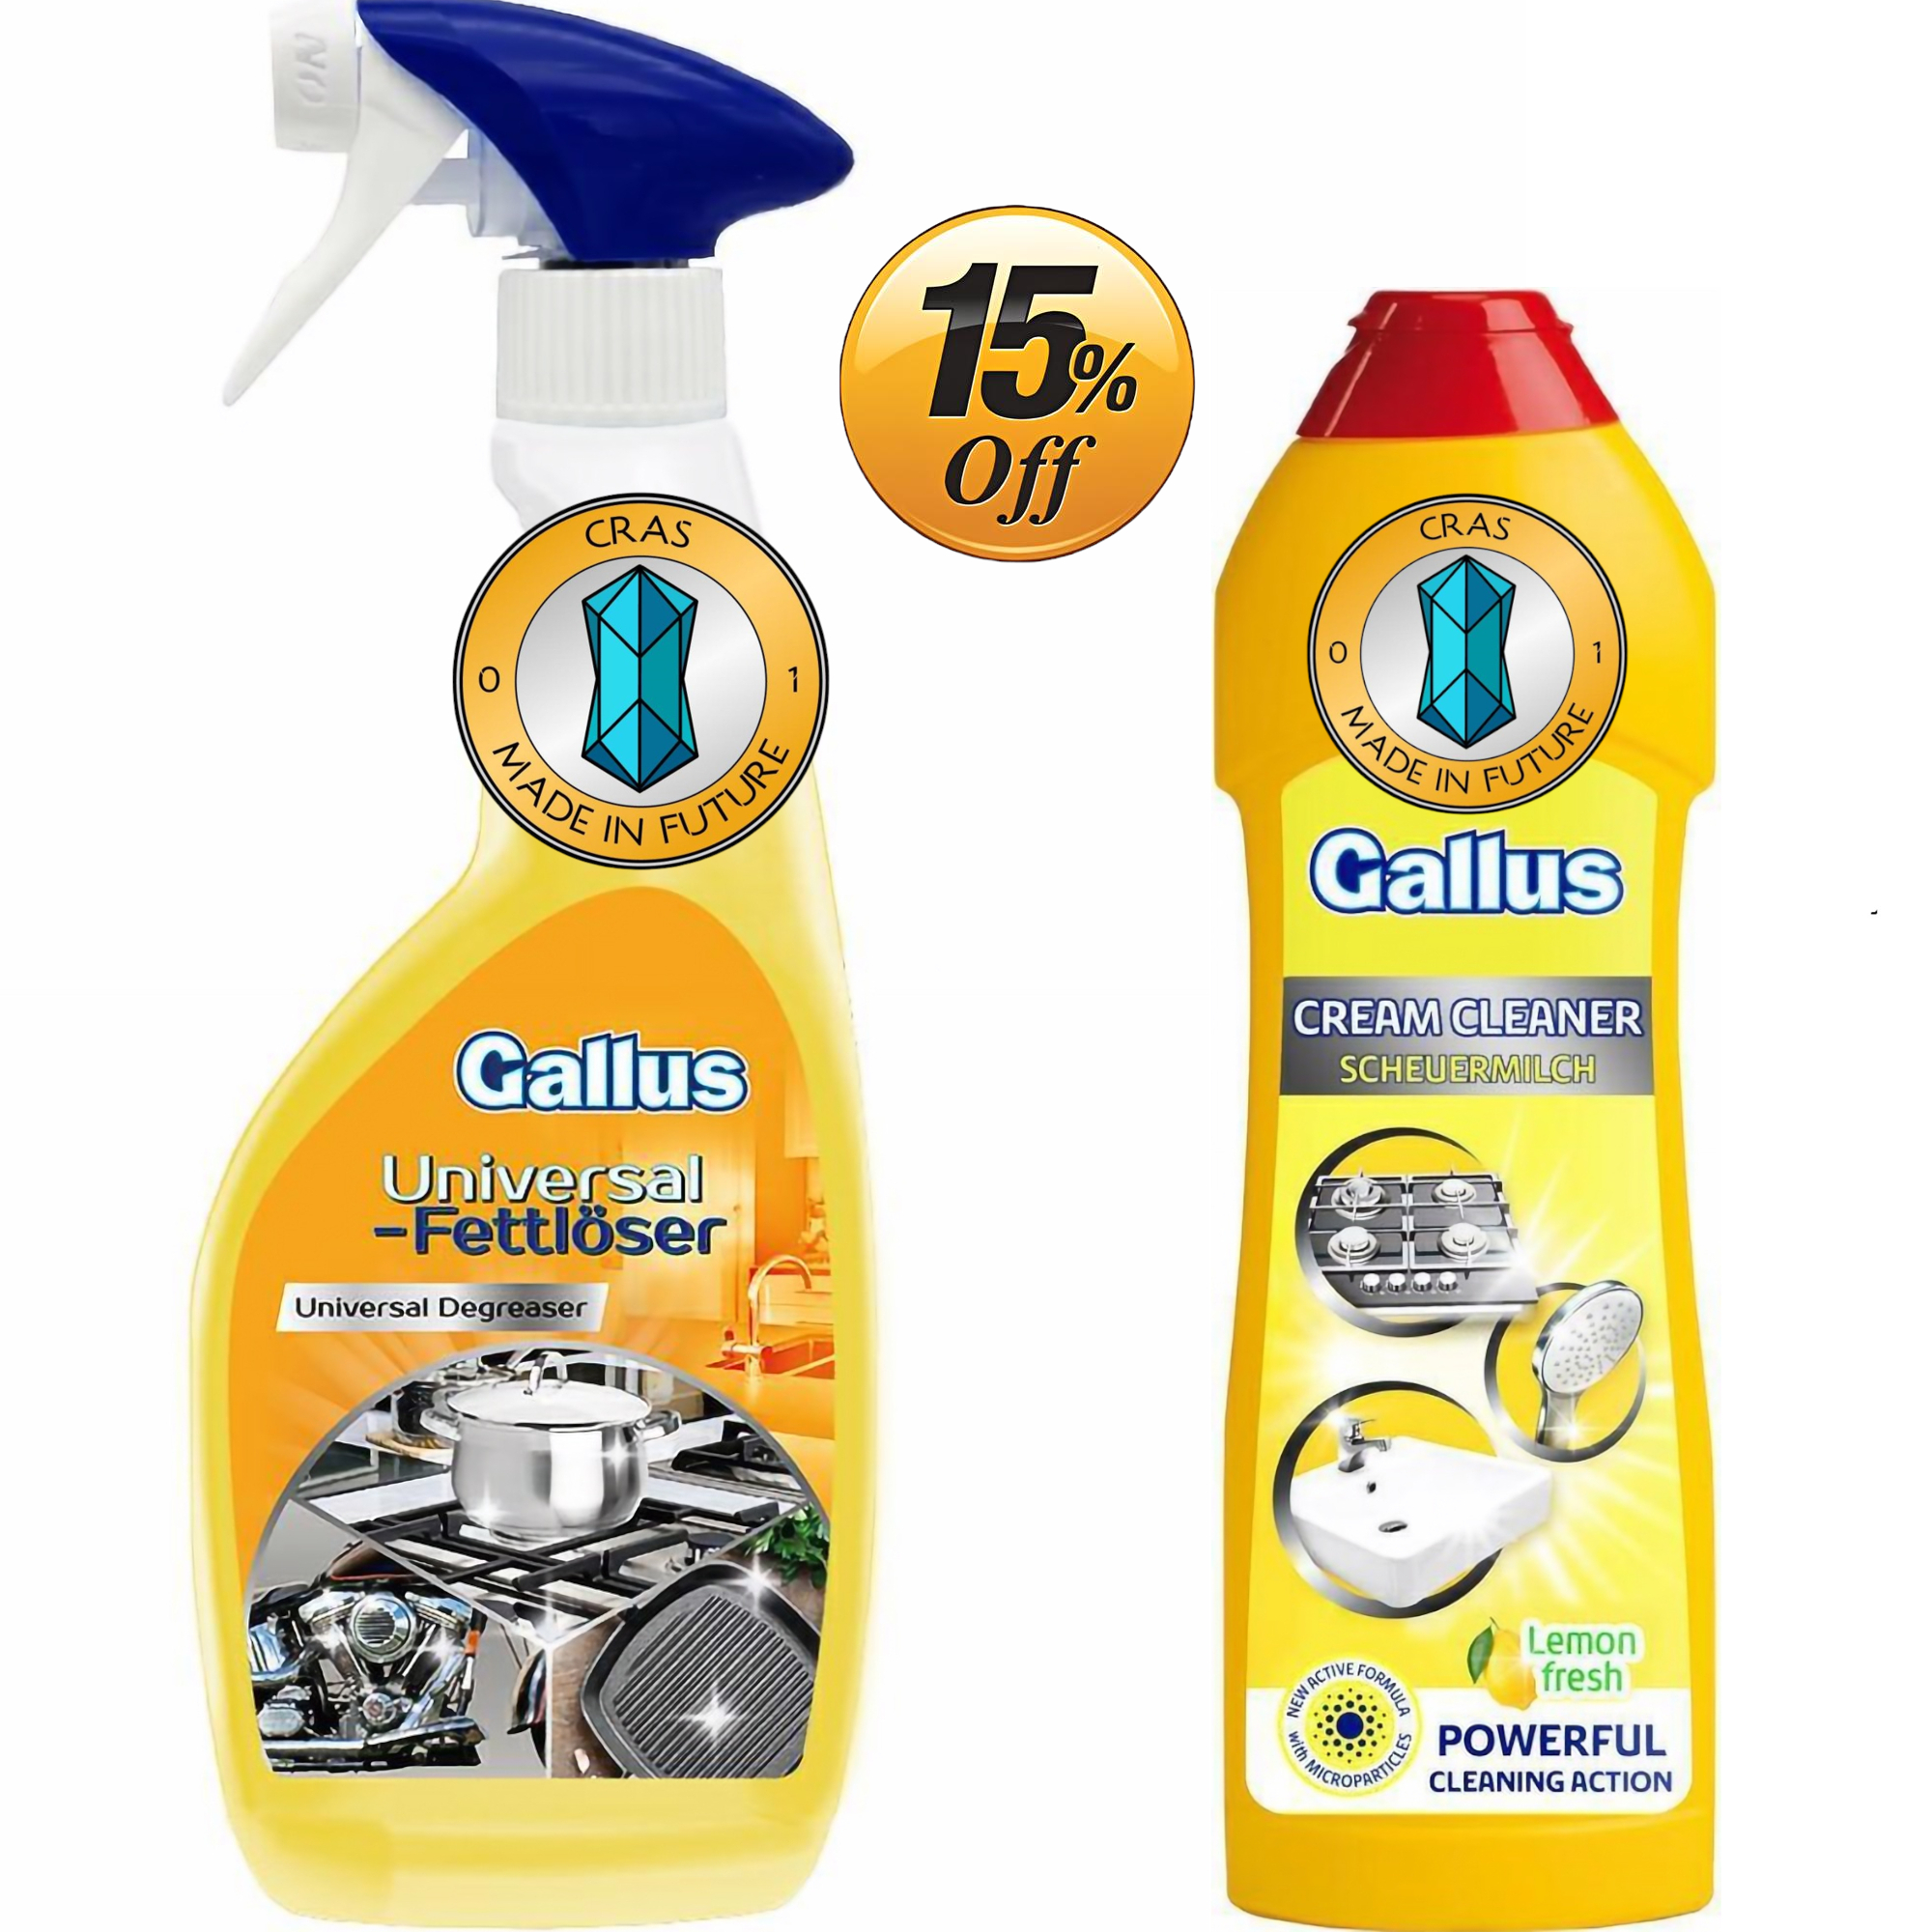 ON
15%
Off
CRAS
0 1
MADE IN FUTURE
Gallus
Universal
-Fettlöser
Universal Degreaser
CRAS
0 1
MADE IN FUTURE
Gallus
CREAM CLEANER
SCHEUERMILCH
Lemon
fresh
NEW ACTIVE FORMULA
with MICROPARTICLES
POWERFUL
CLEANING ACTION